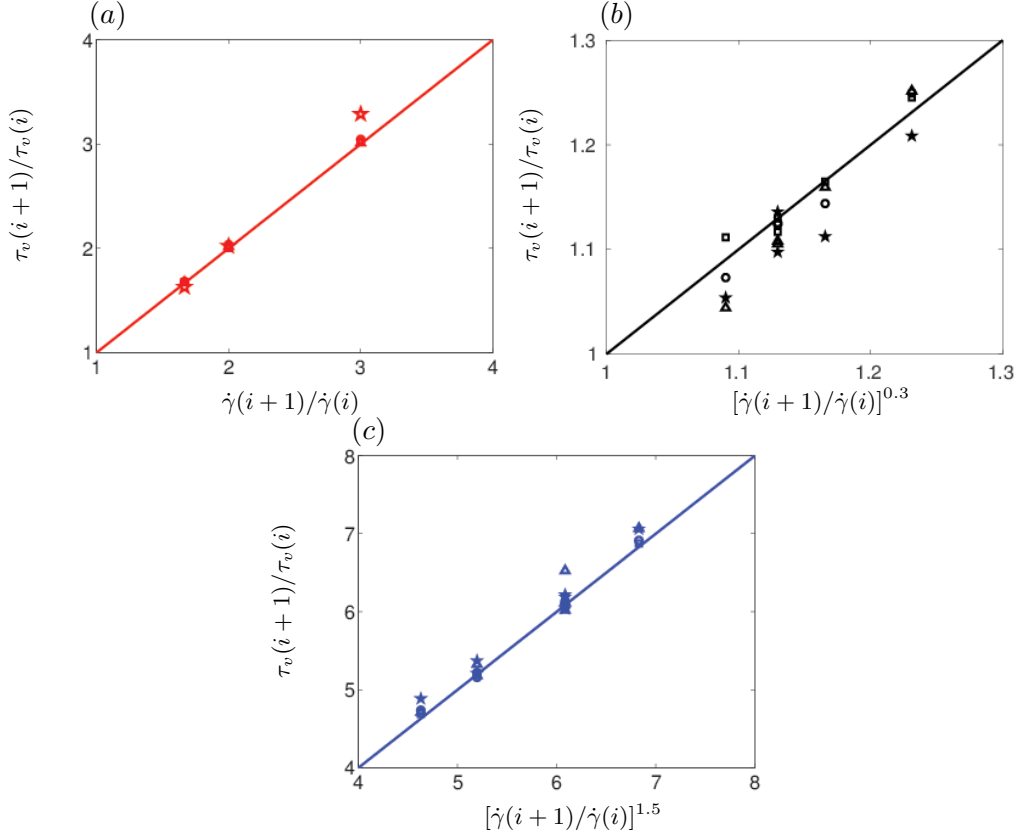 (a)
4
3
2
1
1 2 3 4
τ_v(i + 1)/τ_v(i)
γ̇(i + 1)/γ̇(i)
(b)
1.3
1.2
1.1
1
1 1.1 1.2 1.3
τ_v(i + 1)/τ_v(i)
[γ̇(i + 1)/γ̇(i)]^0.3
(c)
8
7
6
5
4
4 5 6 7 8
τ_v(i + 1)/τ_v(i)
[γ̇(i + 1)/γ̇(i)]^1.5